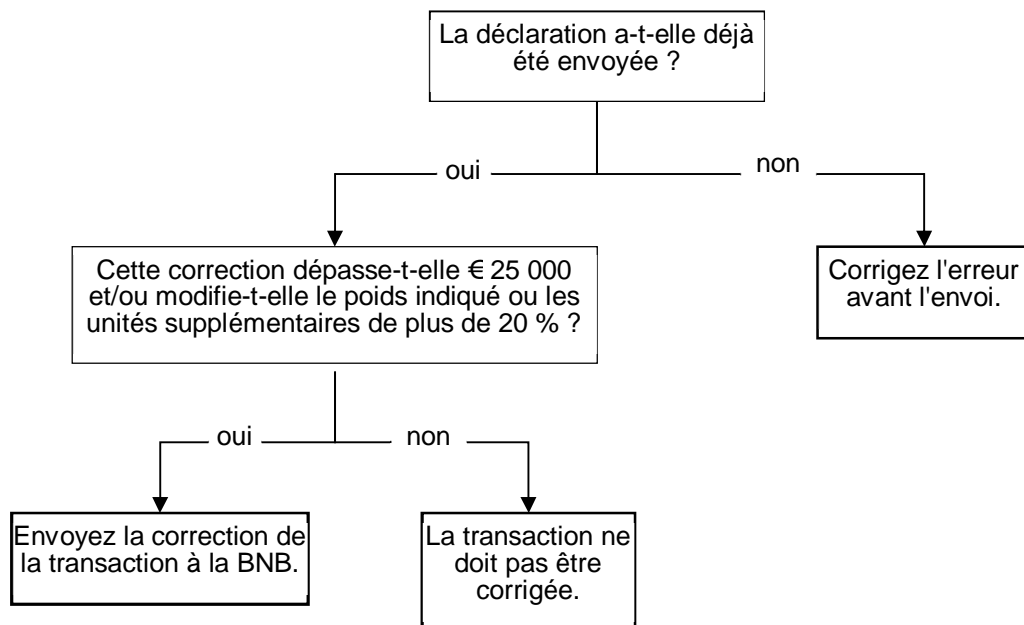 La déclaration a-t-elle déjà
été envoyée ?
oui
non
Cette correction dépasse-t-elle € 25 000
et/ou modifie-t-elle le poids indiqué ou les
unités supplémentaires de plus de 20 % ?
Corrigez l'erreur
avant l'envoi.
oui
non
Envoyez la correction de
la transaction à la BNB.
La transaction ne
doit pas être
corrigée.